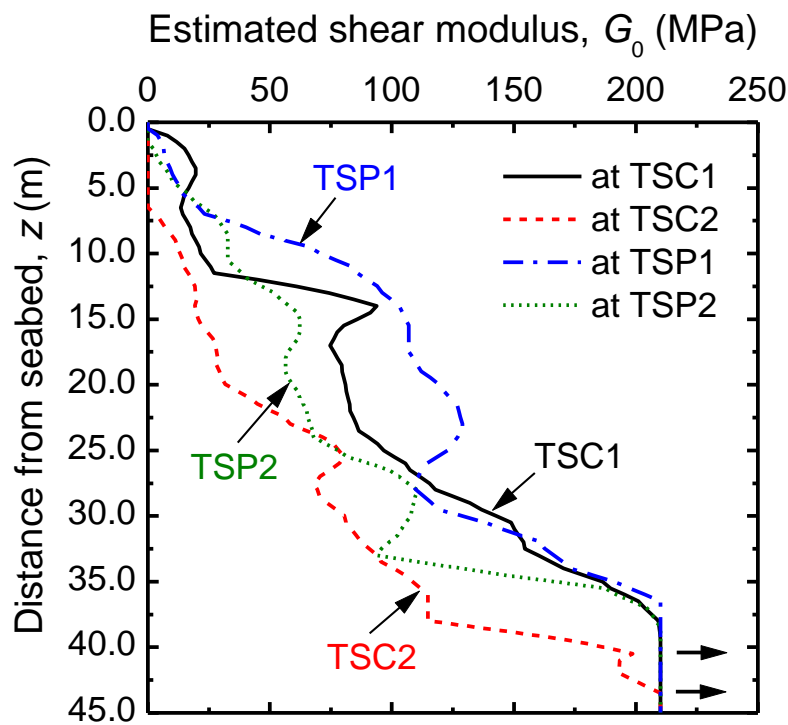 Estimated shear modulus, G₀ (MPa)
0 50 100 150 200 250
0.0
5.0
10.0
15.0
20.0
25.0
30.0
35.0
40.0
45.0
Distance from seabed, z (m)
TSP1
at TSC1
at TSC2
at TSP1
at TSP2
TSP2
TSC1
TSC2